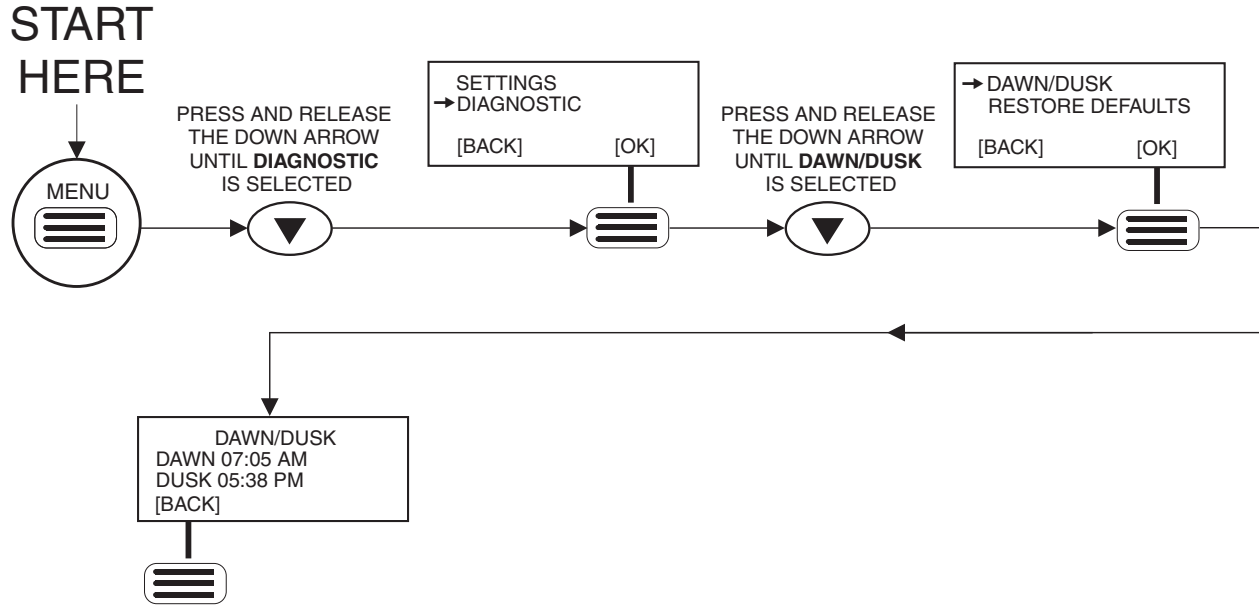 START
HERE
MENU
PRESS AND RELEASE
THE DOWN ARROW
UNTIL DIAGNOSTIC
IS SELECTED
SETTINGS
→DIAGNOSTIC
[BACK] [OK]
PRESS AND RELEASE
THE DOWN ARROW
UNTIL DAWN/DUSK
IS SELECTED
→ DAWN/DUSK
RESTORE DEFAULTS
[BACK] [OK]
DAWN/DUSK
DAWN 07:05 AM
DUSK 05:38 PM
[BACK]